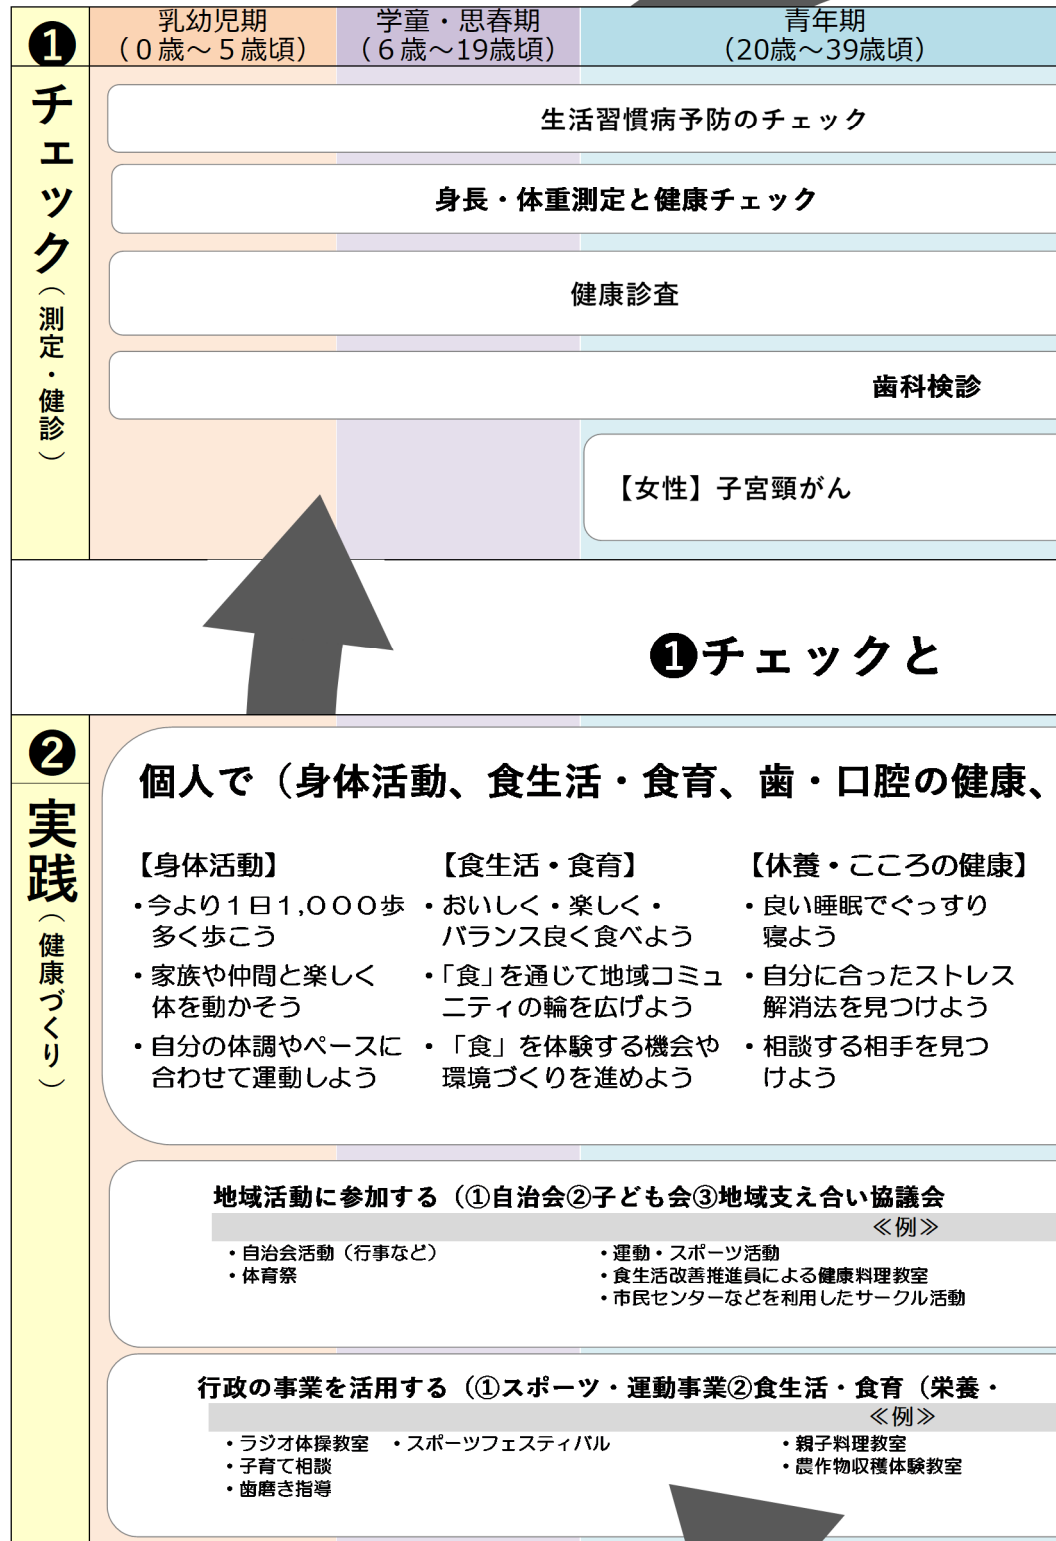 ❶
チェック
（測定・健診）
乳幼児期
（０歳～５歳頃）
学童・思春期
（６歳～19歳頃）
青年期
（20歳～39歳頃）
生活習慣病予防のチェック
身長・体重測定と健康チェック
健康診査
歯科検診
【女性】子宮頸がん
❶チェックと
❷
実践
（健康づくり）
個人で（身体活動、食生活・食育、歯・口腔の健康、
【身体活動】
・今より１日１,０００歩
多く歩こう
・家族や仲間と楽しく
体を動かそう
・自分の体調やペースに
合わせて運動しよう
【食生活・食育】
・おいしく・楽しく・
バランス良く食べよう
・「食」を通じて地域コミュ
ニティの輪を広げよう
・「食」を体験する機会や
環境づくりを進めよう
【休養・こころの健康】
・良い睡眠でぐっすり
寝よう
・自分に合ったストレス
解消法を見つけよう
・相談する相手を見つ
けよう
地域活動に参加する（①自治会②子ども会③地域支え合い協議会
≪例≫
・自治会活動（行事など）
・体育祭
・運動・スポーツ活動
・食生活改善推進員による健康料理教室
・市民センターなどを利用したサークル活動
行政の事業を活用する（①スポーツ・運動事業②食生活・食育（栄養・
≪例≫
・ラジオ体操教室　・スポーツフェスティバル
・子育て相談
・歯磨き指導
・親子料理教室
・農作物収穫体験教室